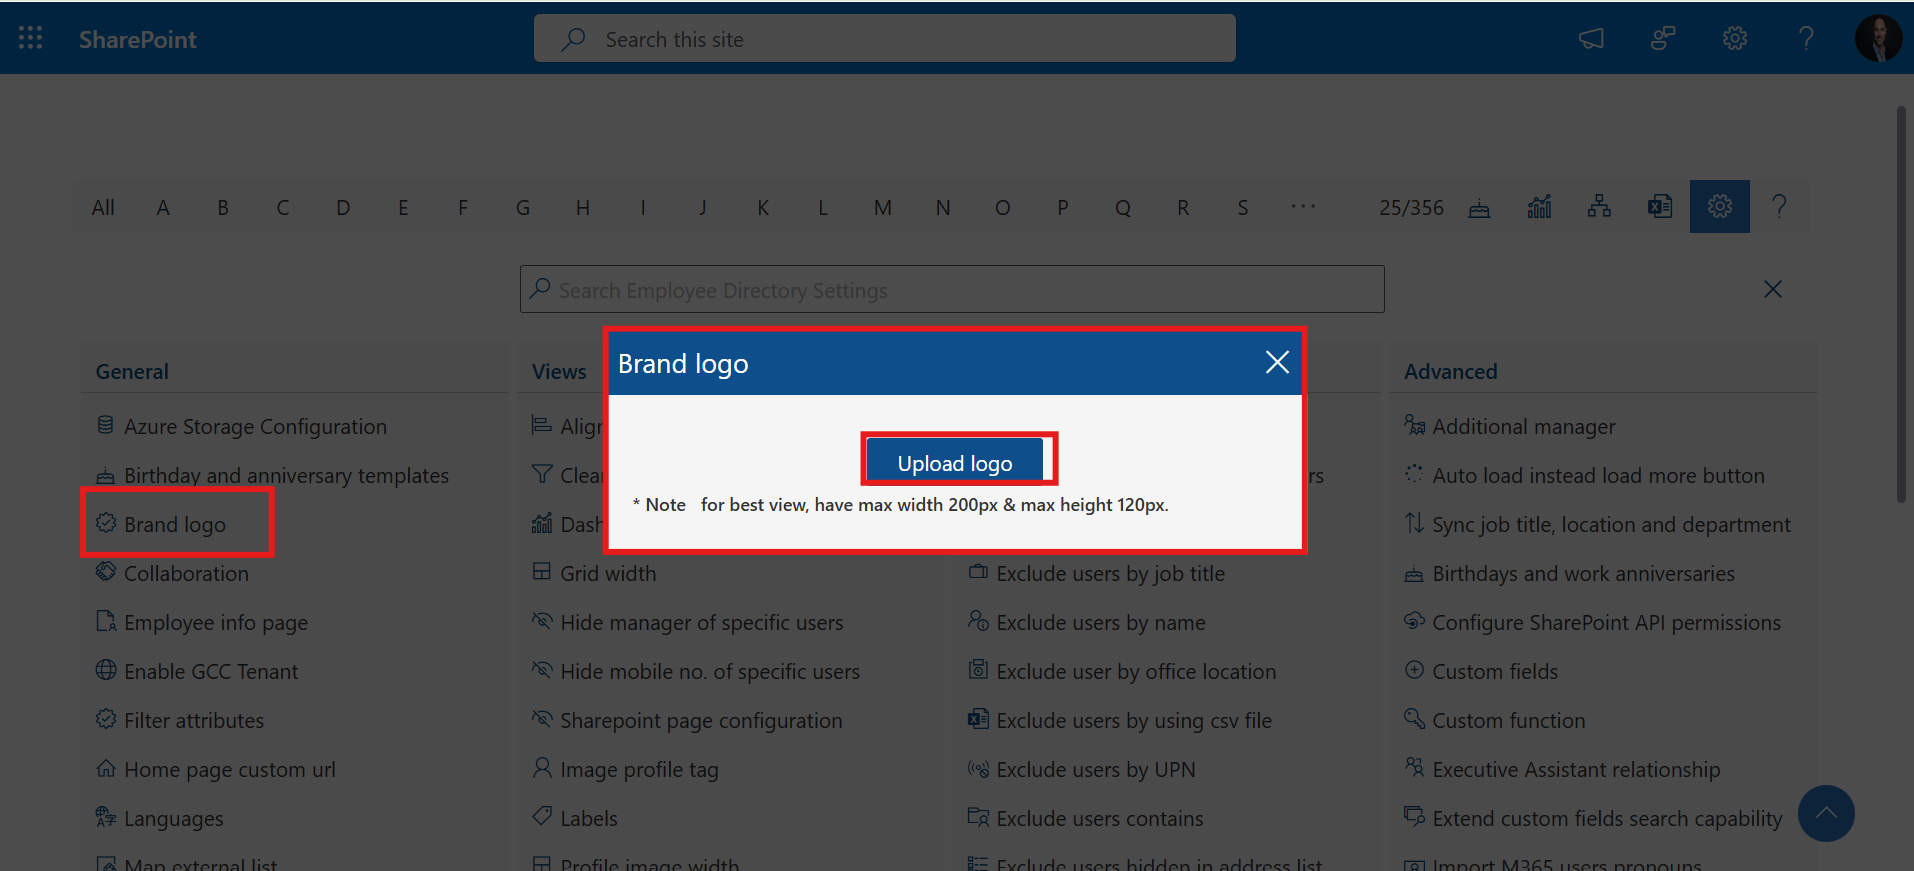 SharePoint
Search this site
All A B C D E F G H I J K L M N O P Q R S ··· 25/356 ?
Search Employee Directory Settings
Brand logo
Upload logo
* Note for best view, have max width 200px & max height 120px.
General
Azure Storage Configuration
Birthday and anniversary templates
Brand logo
Collaboration
Employee info page
Enable GCC Tenant
Filter attributes
Home page custom url
Languages
Map external list
Views
Grid width
Hide manager of specific users
Hide mobile no. of specific users
Sharepoint page configuration
Image profile tag
Labels
Profile image width
Exclude users by job title
Exclude users by name
Exclude user by office location
Exclude users by using csv file
Exclude users by UPN
Exclude users contains
Exclude users hidden in address list
Advanced
Additional manager
Auto load instead load more button
Sync job title, location and department
Birthdays and work anniversaries
Configure SharePoint API permissions
Custom fields
Custom function
Executive Assistant relationship
Extend custom fields search capability
Import M365 users pronouns